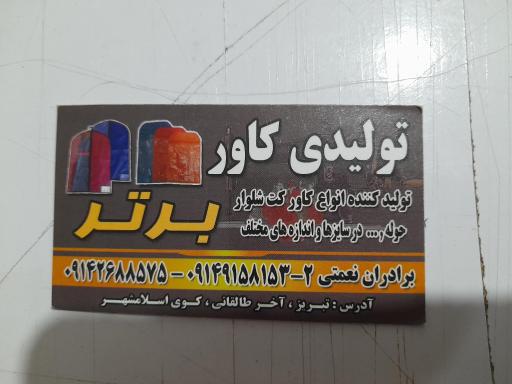 تولیدی کاور
برتر
تولید کننده انواع کاور کت شلوار
حوله ,... در سایزها و اندازه های مختلف
برادران نعمتی ۲-۰۹۱۴۹۱۵۸۱۵۳ - ۰۹۱۴۲۶۸۸۵۷۵
آدرس : تبریز ، آخر طالقانی ، کوی اسلامشهر